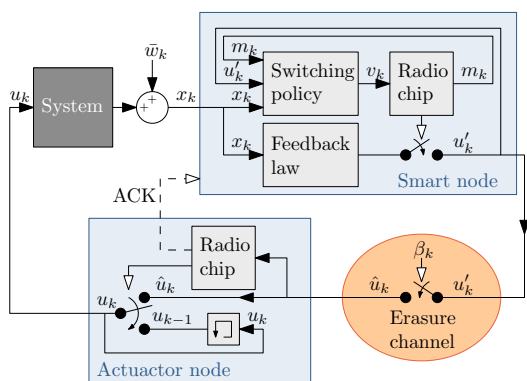 w̄ₖ
mₖ
u′ₖ
xₖ
Switching
policy
vₖ
Radio
chip
mₖ
uₖ
System
+
+
xₖ
xₖ
Feedback
law
u′ₖ
Smart node
ACK
Radio
chip
ûₖ
uₖ
uₖ₋₁
uₖ
Actuactor node
βₖ
ûₖ
u′ₖ
Erasure
channel